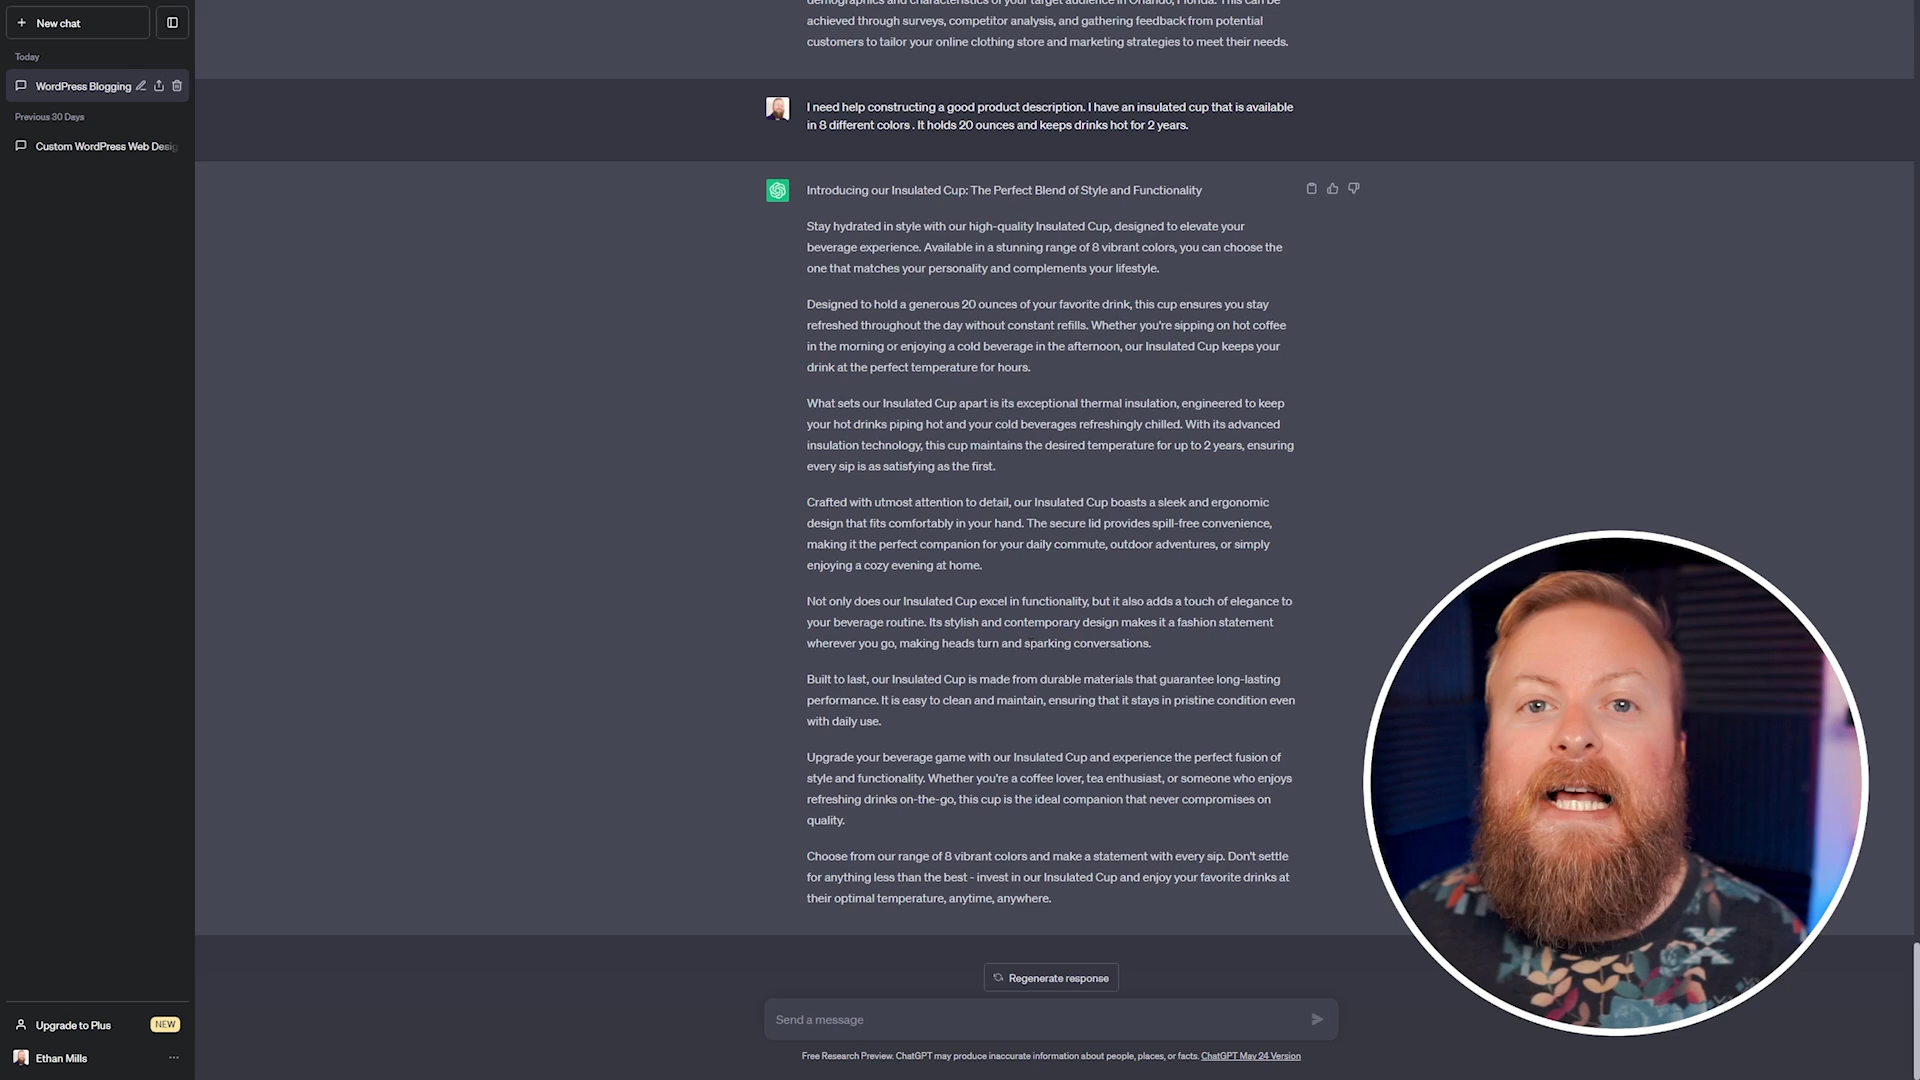 New chat
Today
WordPress Blogging
Previous 30 Days
Custom WordPress Web Desig
achieved through surveys, competitor analysis, and gathering feedback from potential
customers to tailor your online clothing store and marketing strategies to meet their needs.
I need help constructing a good product description. I have an insulated cup that is available
in 8 different colors . It holds 20 ounces and keeps drinks hot for 2 years.
Introducing our Insulated Cup: The Perfect Blend of Style and Functionality
Stay hydrated in style with our high-quality Insulated Cup, designed to elevate your
beverage experience. Available in a stunning range of 8 vibrant colors, you can choose the
one that matches your personality and complements your lifestyle.
Designed to hold a generous 20 ounces of your favorite drink, this cup ensures you stay
refreshed throughout the day without constant refills. Whether you're sipping on hot coffee
in the morning or enjoying a cold beverage in the afternoon, our Insulated Cup keeps your
drink at the perfect temperature for hours.
What sets our Insulated Cup apart is its exceptional thermal insulation, engineered to keep
your hot drinks piping hot and your cold beverages refreshingly chilled. With its advanced
insulation technology, this cup maintains the desired temperature for up to 2 years, ensuring
every sip is as satisfying as the first.
Crafted with utmost attention to detail, our Insulated Cup boasts a sleek and ergonomic
design that fits comfortably in your hand. The secure lid provides spill-free convenience,
making it the perfect companion for your daily commute, outdoor adventures, or simply
enjoying a cozy evening at home.
Not only does our Insulated Cup excel in functionality, but it also adds a touch of elegance to
your beverage routine. Its stylish and contemporary design makes it a fashion statement
wherever you go, making heads turn and sparking conversations.
Built to last, our Insulated Cup is made from durable materials that guarantee long-lasting
performance. It is easy to clean and maintain, ensuring that it stays in pristine condition even
with daily use.
Upgrade your beverage game with our Insulated Cup and experience the perfect fusion of
style and functionality. Whether you're a coffee lover, tea enthusiast, or someone who enjoys
refreshing drinks on-the-go, this cup is the ideal companion that never compromises on
quality.
Choose from our range of 8 vibrant colors and make a statement with every sip. Don't settle
for anything less than the best - invest in our Insulated Cup and enjoy your favorite drinks at
their optimal temperature, anytime, anywhere.
Regenerate response
Send a message
Free Research Preview. ChatGPT may produce inaccurate information about people, places, or facts. ChatGPT May 24 Version
Upgrade to Plus
NEW
Ethan Mills